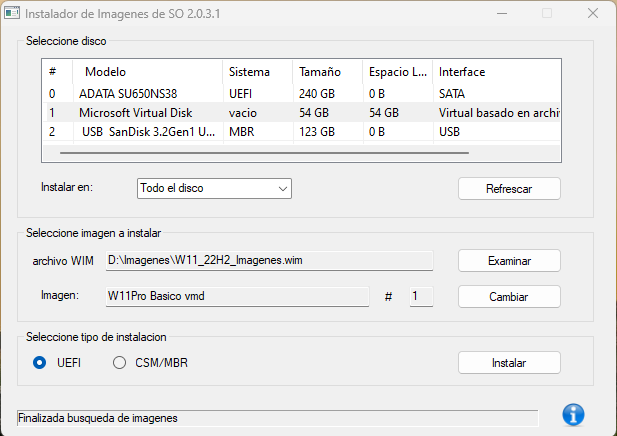 Instalador de Imagenes de SO 2.0.3.1
Seleccione disco
# Modelo Sistema Tamaño Espacio L... Interface
0 ADATA SU650NS38 UEFI 240 GB 0 B SATA
1 Microsoft Virtual Disk vacio 54 GB 54 GB Virtual basado en archi
2 USB SanDisk 3.2Gen1 U... MBR 123 GB 0 B USB
Instalar en: Todo el disco Refrescar
Seleccione imagen a instalar
archivo WIM D:\Imagenes\W11_22H2_Imagenes.wim Examinar
Imagen: W11Pro Basico vmd # 1 Cambiar
Seleccione tipo de instalacion
UEFI CSM/MBR Instalar
Finalizada busqueda de imagenes